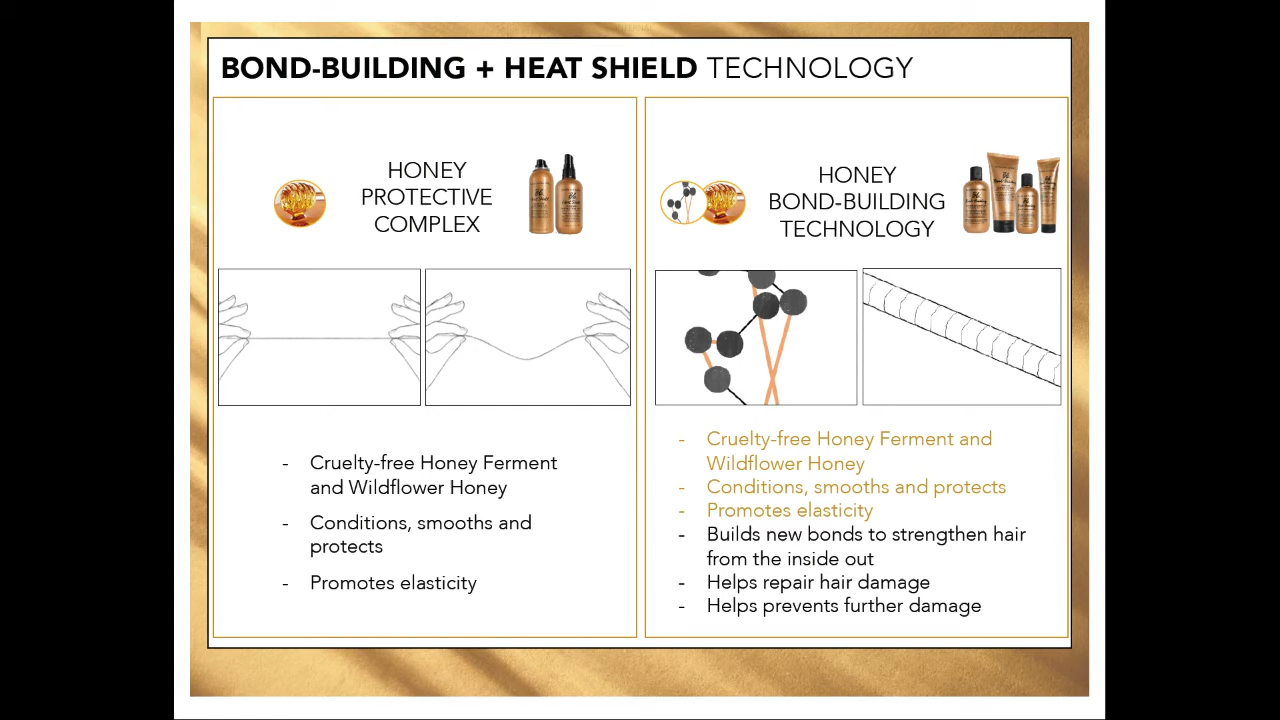 INTERNAL
BOND-BUILDING + HEAT SHIELD TECHNOLOGY
HONEY
PROTECTIVE
COMPLEX
- Cruelty-free Honey Ferment
and Wildflower Honey
- Conditions, smooths and
protects
- Promotes elasticity
HONEY
BOND-BUILDING
TECHNOLOGY
- Cruelty-free Honey Ferment and
Wildflower Honey
- Conditions, smooths and protects
- Promotes elasticity
- Builds new bonds to strengthen hair
from the inside out
- Helps repair hair damage
- Helps prevents further damage